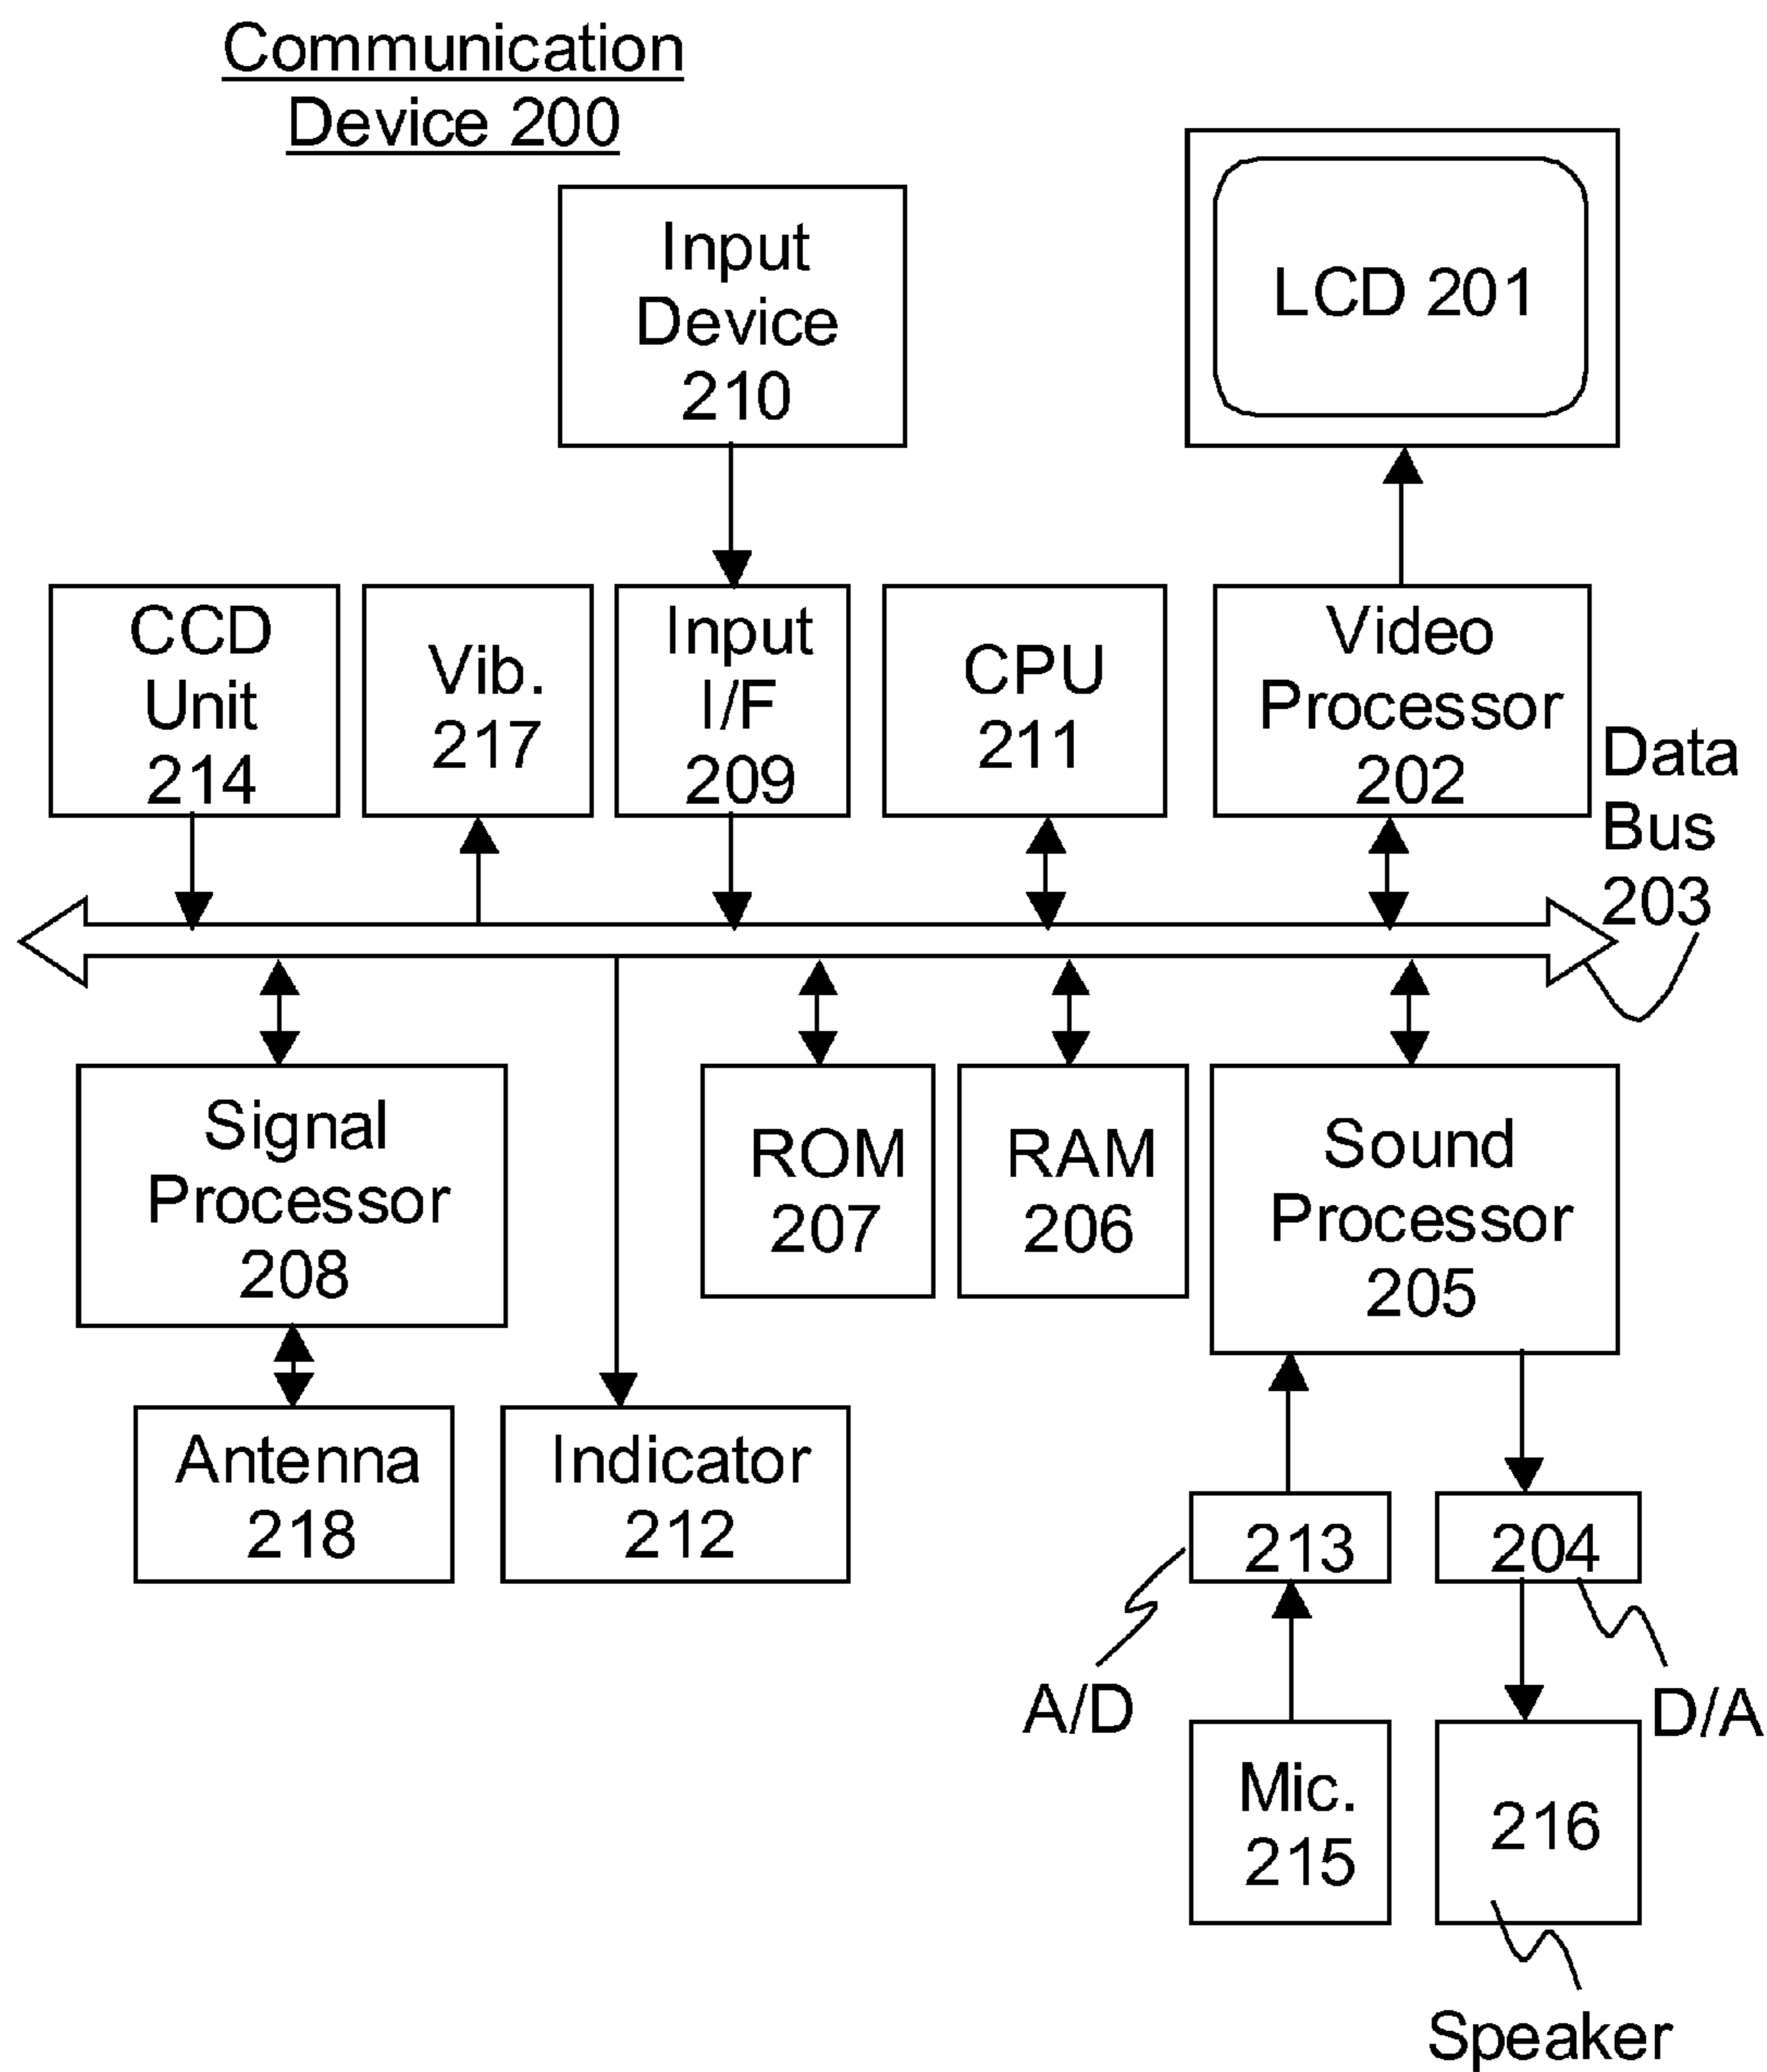 Communication
Device 200
Input
Device
210
LCD 201
CCD
Unit
214
Vib.
217
Input
I/F
209
CPU
211
Video
Processor
202
Data
Bus
203
Signal
Processor
208
ROM
207
RAM
206
Sound
Processor
205
Antenna
218
Indicator
212
213
204
A/D
D/A
Mic.
215
216
Speaker